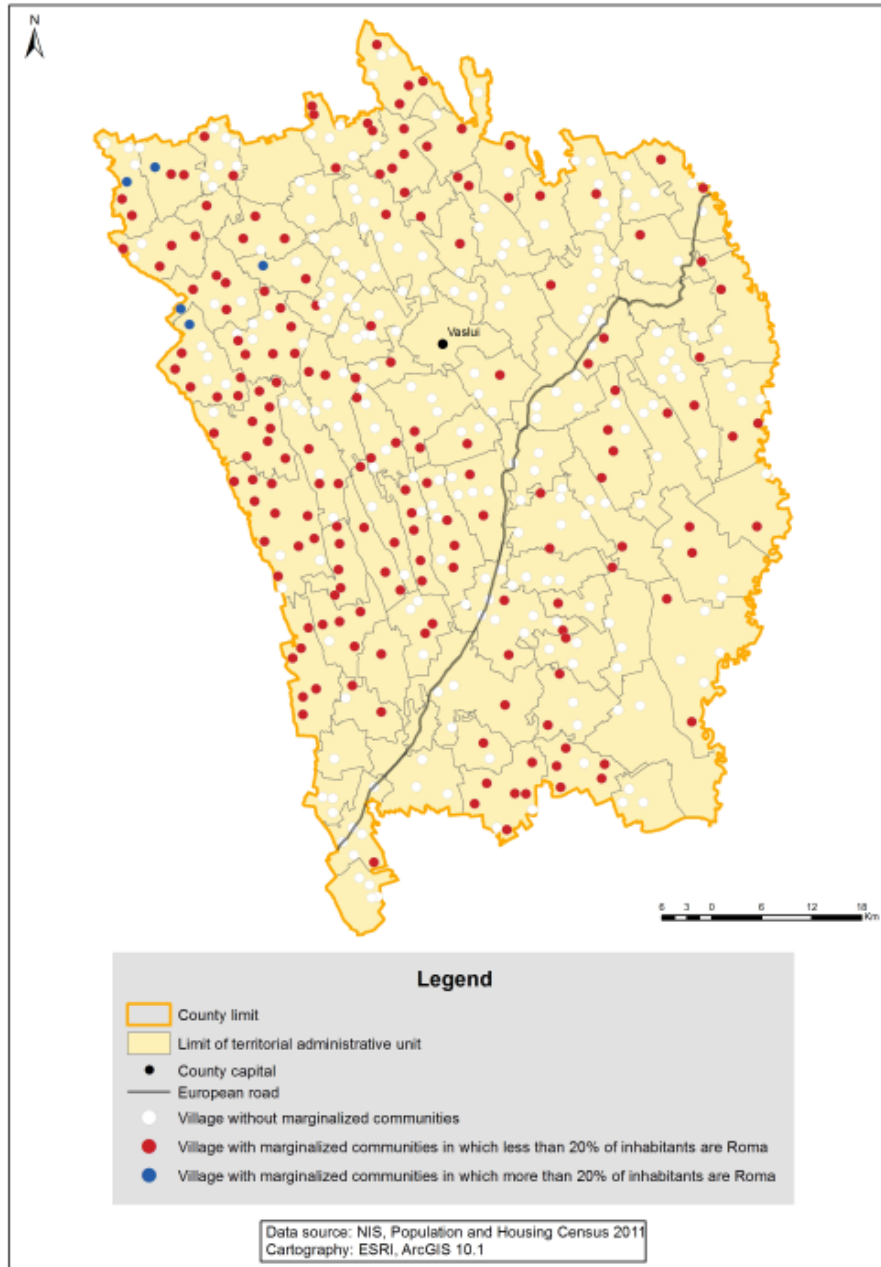 N
Vaslui
6 3 0 6 12 18
Km
Legend
County limit
Limit of territorial administrative unit
County capital
European road
Village without marginalized communities
Village with marginalized communities in which less than 20% of inhabitants are Roma
Village with marginalized communities in which more than 20% of inhabitants are Roma
Data source: NIS, Population and Housing Census 2011
Cartography: ESRI, ArcGIS 10.1